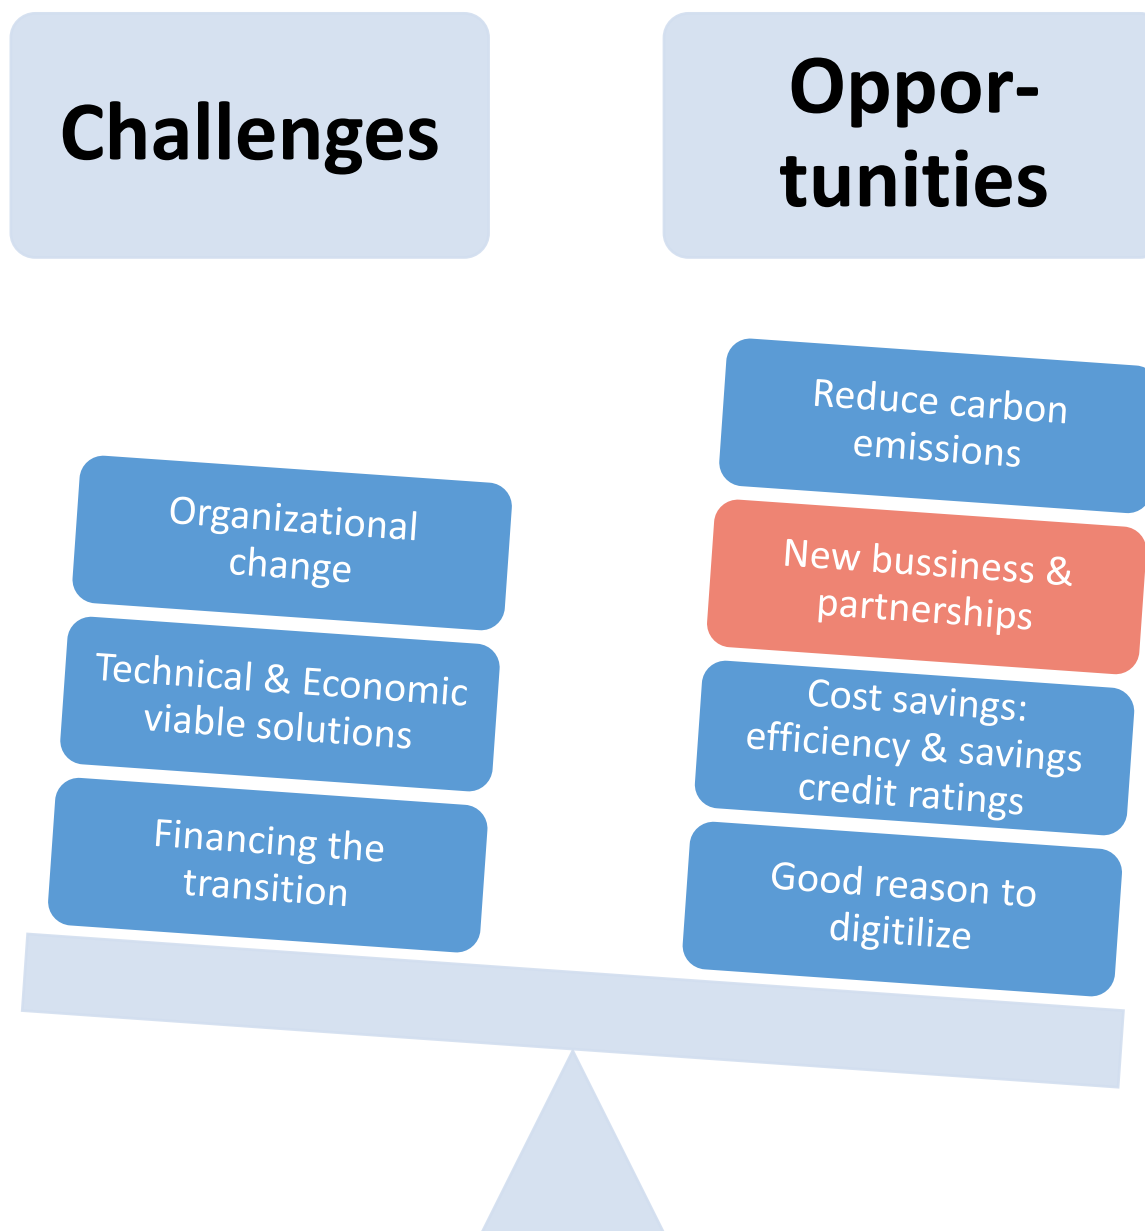 Challenges
Oppor-
tunities
Organizational
change
Technical & Economic
viable solutions
Financing the
transition
Reduce carbon
emissions
New bussiness &
partnerships
Cost savings:
efficiency & savings
credit ratings
Good reason to
digitilize